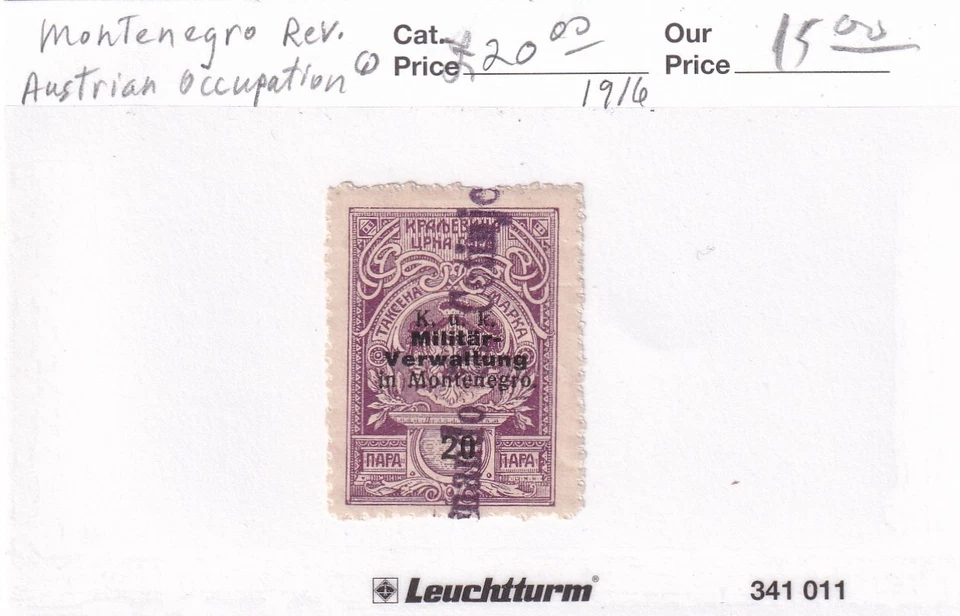 Montenegro Rev.
Austrian Occupation
Cat.
Price £20.00
1916
Our
Price 15.00
КРАЉЕВИНА
ЦРНА ГОРА
ТАКСЕНА МАРКА
K. u. k.
Militär-
Verwaltung
in Montenegro.
20
ПАРА ПАРА
Leuchtturm®
341 011